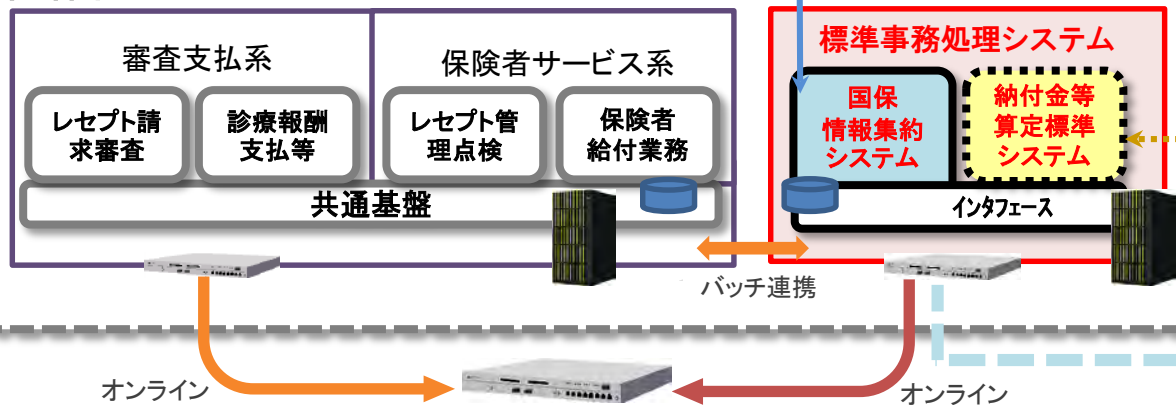 審査支払系
保険者サービス系
標準事務処理システム
レセプト請
求審査
診療報酬
支払等
レセプト管
理点検
保険者
給付業務
国保
情報集約
システム
納付金等
算定標準
システム
共通基盤
インタフェース
バッチ連携
オンライン
オンライン